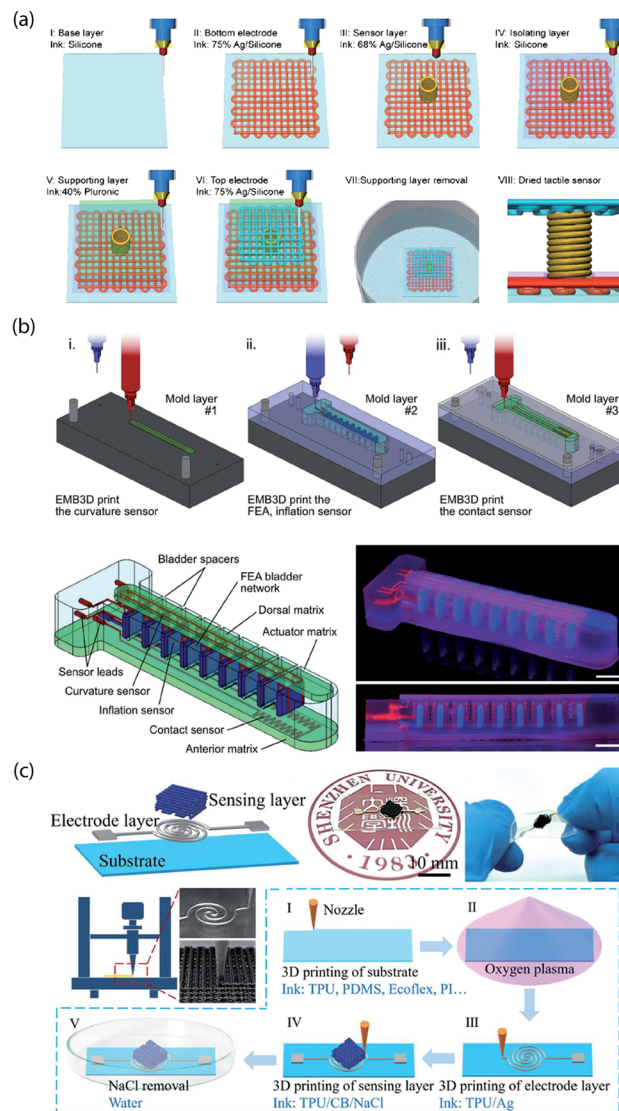 (a)
I: Base layer
Ink: Silicone
II: Bottom electrode
Ink: 75% Ag/Silicone
III: Sensor layer
Ink: 68% Ag/Silicone
IV: Isolating layer
Ink: Silicone
V: Supporting layer
Ink:40% Pluronic
VI: Top electrode
Ink: 75% Ag/Silicone
VII:Supporting layer removal
VIII: Dried tactile sensor
(b)
i.
Mold layer
#1
EMB3D print
the curvature sensor
ii.
Mold layer
#2
EMB3D print the
FEA, inflation sensor
iii.
Mold layer
#3
EMB3D print
the contact sensor
Bladder spacers
FEA bladder
network
Dorsal matrix
Actuator matrix
Sensor leads
Curvature sensor
Inflation sensor
Contact sensor
Anterior matrix
(c)
Sensing layer
Electrode layer
Substrate
SHENZHEN UNIVERSITY
1983
10 mm
I
Nozzle
3D printing of substrate
Ink: TPU, PDMS, Ecoflex, PI…
II
Oxygen plasma
III
3D printing of electrode layer
Ink: TPU/Ag
IV
3D printing of sensing layer
Ink: TPU/CB/NaCl
V
NaCl removal
Water